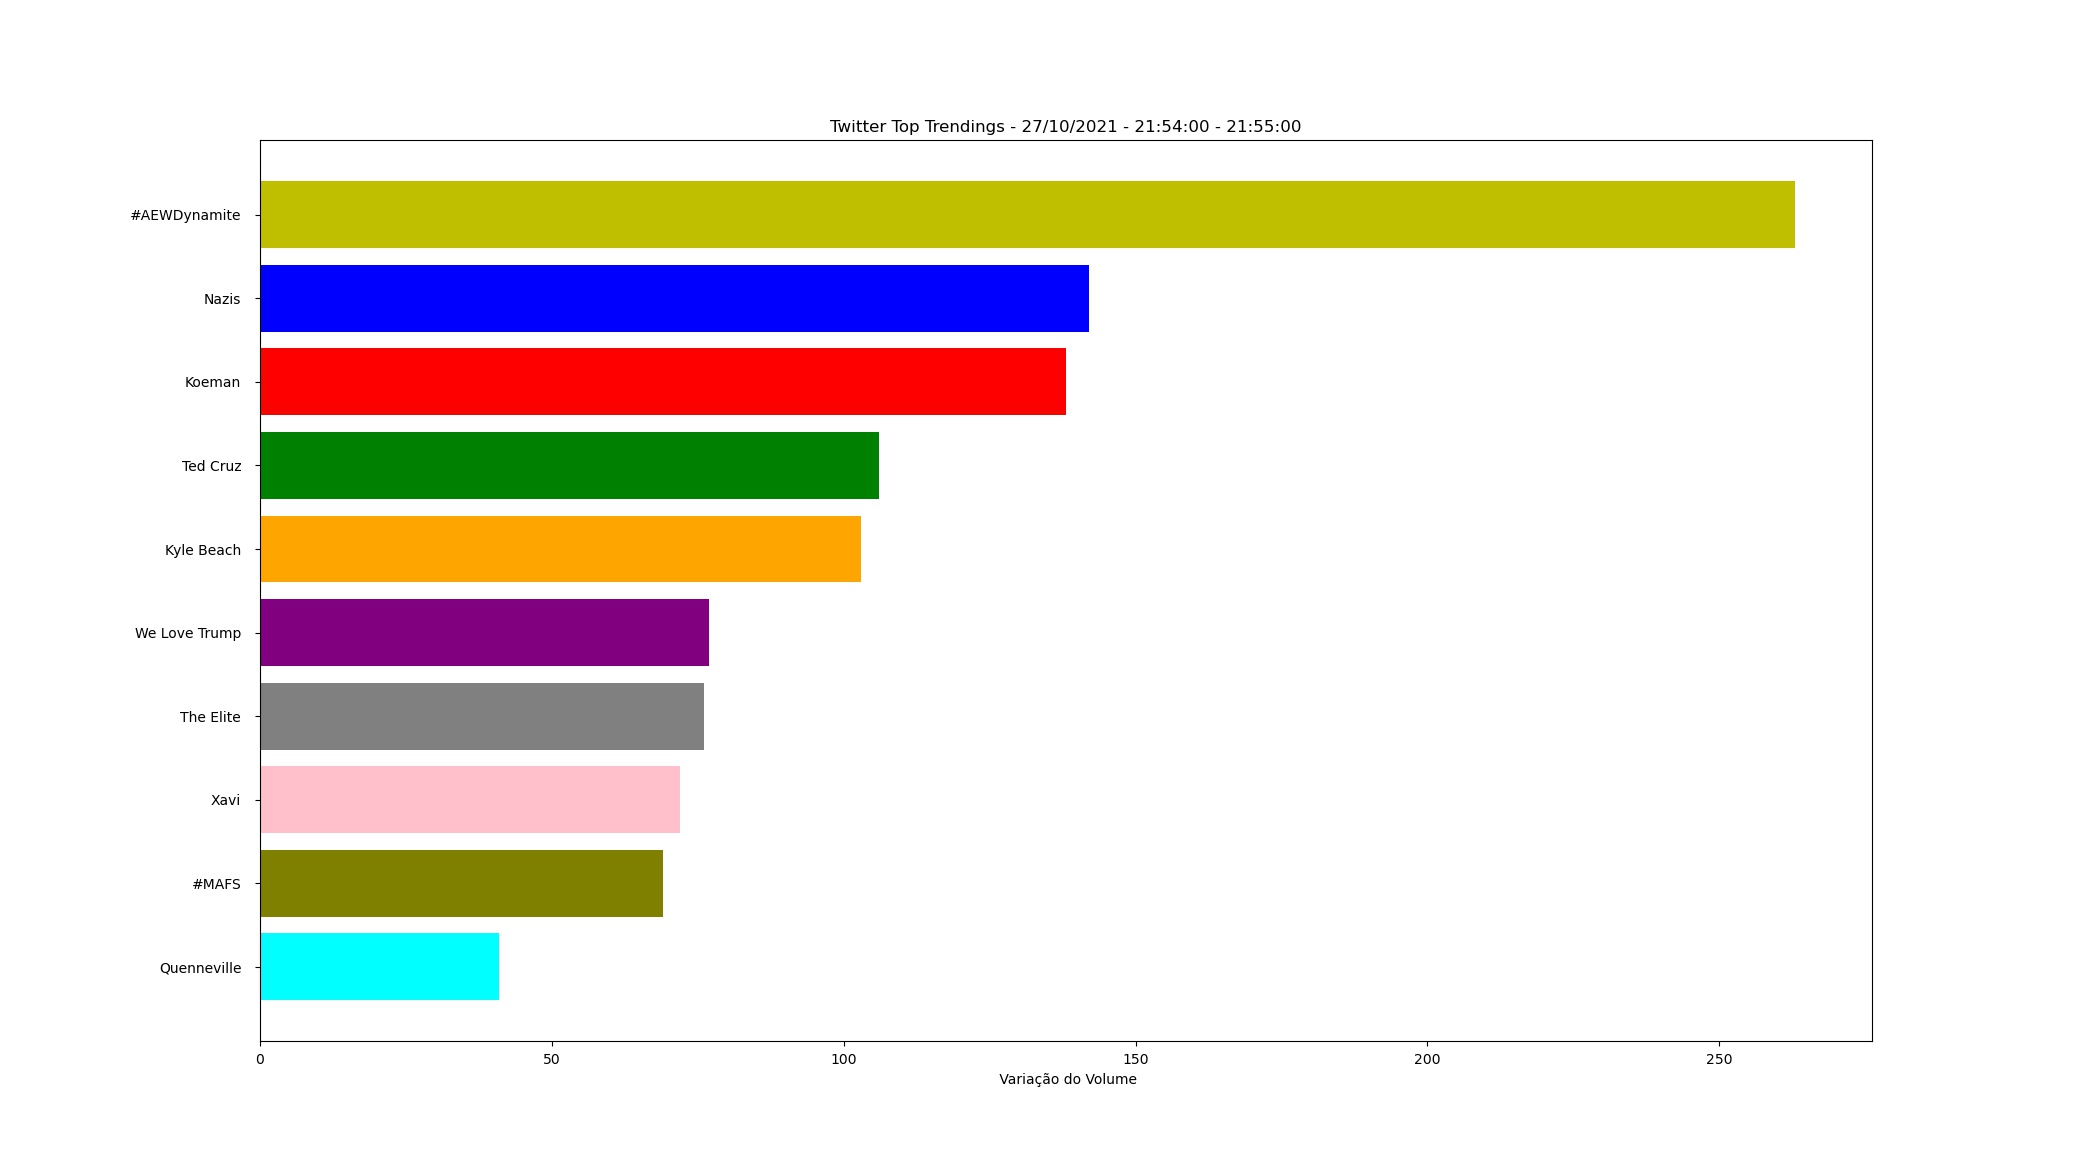 Twitter Top Trendings - 27/10/2021 - 21:54:00 - 21:55:00
#AEWDynamite
Nazis
Koeman
Ted Cruz
Kyle Beach
We Love Trump
The Elite
Xavi
#MAFS
Quenneville
0 50 100 150 200 250
Variação do Volume